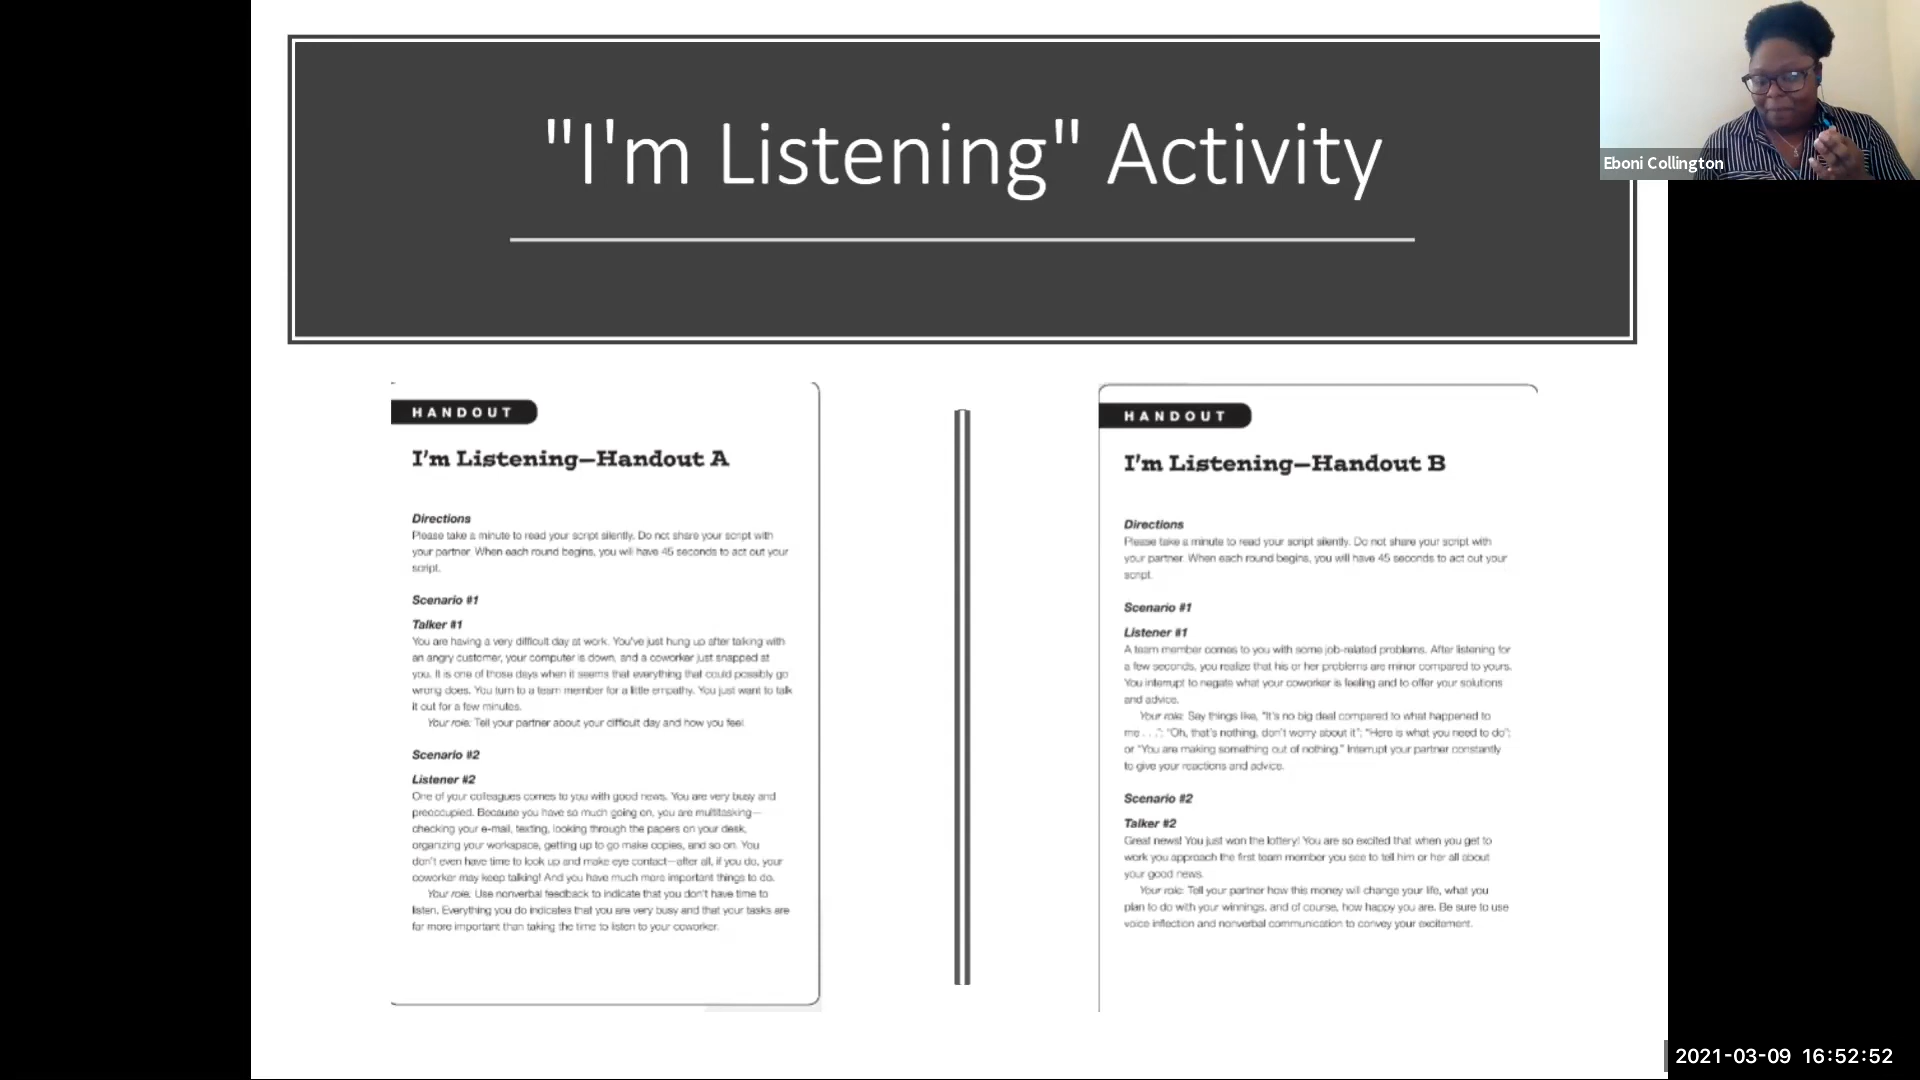 "I'm Listening" Activity
Eboni Collington
HANDOUT
I'm Listening—Handout A
Directions
Please take a minute to read your script silently. Do not share your script with
your partner. When each round begins, you will have 45 seconds to act out your
script.
Scenario #1
Talker #1
You are having a very difficult day at work. You've just hung up after talking with
an angry customer, your computer is down, and a coworker just snapped at
you. It is one of those days when it seems that everything that could possibly go
wrong does. You turn to a team member for a little empathy. You just want to talk
it out for a few minutes.
Your role: Tell your partner about your difficult day and how you feel.
Scenario #2
Listener #2
One of your colleagues comes to you with good news. You are very busy and
preoccupied. Because you have so much going on, you are multitasking—
checking your e-mail, texting, looking through the papers on your desk,
organizing your workspace, getting up to go make copies, and so on. You
don't even have time to look up and make eye contact—after all, if you do, your
coworker may keep talking! And you have much more important things to do.
Your role: Use nonverbal feedback to indicate that you don't have time to
listen. Everything you do indicates that you are very busy and that your tasks are
far more important than taking the time to listen to your coworker.
HANDOUT
I'm Listening—Handout B
Directions
Please take a minute to read your script silently. Do not share your script with
your partner. When each round begins, you will have 45 seconds to act out your
script.
Scenario #1
Listener #1
A team member comes to you with some job-related problems. After listening for
a few seconds, you realize that his or her problems are minor compared to yours.
You interrupt to negate what your coworker is feeling and to offer your solutions
and advice.
Your role: Say things like, "It's no big deal compared to what happened to
me . . ."; "Oh, that's nothing, don't worry about it"; "Here is what you need to do";
or "You are making something out of nothing." Interrupt your partner constantly
to give your reactions and advice.
Scenario #2
Talker #2
Great news! You just won the lottery! You are so excited that when you get to
work you approach the first team member you see to tell him or her all about
your good news.
Your role: Tell your partner how this money will change your life, what you
plan to do with your winnings, and of course, how happy you are. Be sure to use
voice inflection and nonverbal communication to convey your excitement.
2021-03-09 16:52:52